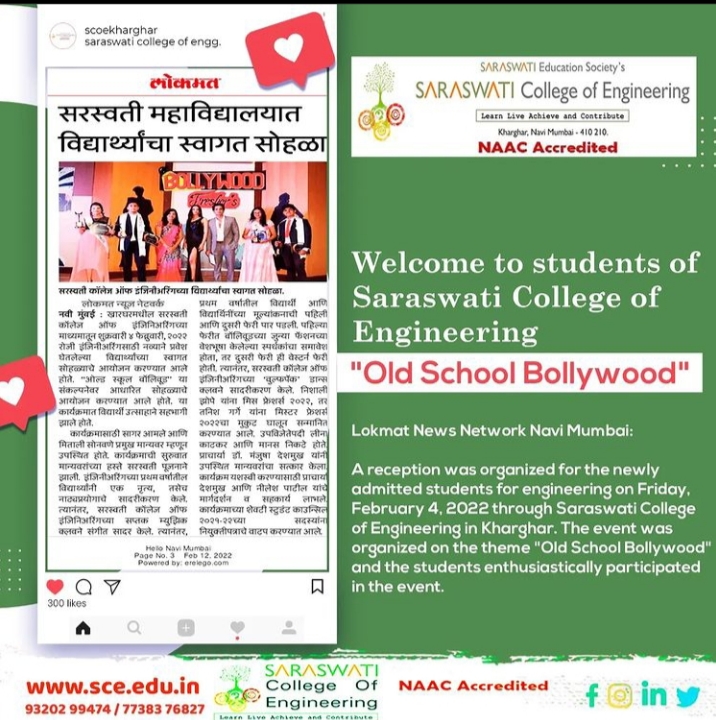 scoekharghar
saraswati college of engg.
लोकमत
सरस्वती महाविद्यालयात
विद्यार्थ्यांचा स्वागत सोहळा
BOLLYWOOD
Fresher's
सरस्वती कॉलेज ऑफ इंजिनीअरिंगच्या विद्यार्थ्यांचा स्वागत सोहळा.
लोकमत न्यूज नेटवर्क
नवी मुंबई : खारघरमधील सरस्वती
कॉलेज ऑफ इंजिनिअरिंगच्या
माध्यमातून शुक्रवारी ४ फेब्रुवारी, २०२२
रोजी इंजिनीअरिंगसाठी नव्याने प्रवेश
घेतलेल्या विद्यार्थ्यांच्या स्वागत
सोहळ्याचे आयोजन करण्यात आले
होते. "ओल्ड स्कूल बॉलिवूड" या
संकल्पनेवर आधारित सोहळ्याचे
आयोजन करण्यात आले होते. या
कार्यक्रमात विद्यार्थी उत्साहाने सहभागी
झाले होते.
कार्यक्रमासाठी सागर आमले आणि
मिताली सोनवणे प्रमुख मान्यवर म्हणून
उपस्थित होते. कार्यक्रमाची सुरुवात
मान्यवरांच्या हस्ते सरस्वती पूजनाने
झाली. इंजिनीअरिंगच्या प्रथम वर्षातील
विद्यार्थ्यांनी एक नृत्य, तसेच
नाट्यप्रयोगाचे सादरीकरण केले.
त्यानंतर, सरस्वती कॉलेज ऑफ
इंजिनिअरिंगच्या सप्तक म्युझिक
क्लबने संगीत सादर केले. त्यानंतर,
प्रथम वर्षातील विद्यार्थी आणि
विद्यार्थिनींच्या मूल्यांकनाची पहिली
आणि दुसरी फेरी पार पडली. पहिल्या
फेरीत बॉलिवूडच्या जुन्या फॅशनच्या
वेशभूषा केलेल्या स्पर्धकांचा समावेश
होता, तर दुसरी फेरी ही वेस्टर्न फेरी
होती. त्यानंतर, सरस्वती कॉलेज ऑफ
इंजिनीअरिंगच्या 'वुल्फपॅक' डान्स
क्लबने सादरीकरण केले. निशाली
झोपे यांना मिस फ्रेशर्स २०२२, तर
तनिश गर्गे यांना मिस्टर फ्रेशर्स
२०२२चा मुकुट घालून सन्मानित
करण्यात आले. उपविजेतेपदी लीना
काटकर आणि मानस निकडे होते.
प्राचार्या डॉ. मंजुषा देशमुख यांनी
उपस्थित मान्यवरांचा सत्कार केला.
कार्यक्रम यशस्वी करण्यासाठी प्राचार्या
देशमुख आणि नीलेश पाटील यांचे
मार्गदर्शन व सहकार्य लाभले.
कार्यक्रमाच्या शेवटी स्टुडंट काउन्सिल
२०२१-२२च्या सदस्यांना
नियुक्तीपत्राचे वाटप करण्यात आले.
Hello Navi Mumbai
Page No. 3 Feb 12, 2022
Powered by: erelego.com
300 likes
SARASWATI Education Society's
SARASWATI College of Engineering
Learn Live Achieve and Contribute
Kharghar, Navi Mumbai - 410 210.
NAAC Accredited
Welcome to students of
Saraswati College of
Engineering
"Old School Bollywood"
Lokmat News Network Navi Mumbai:
A reception was organized for the newly
admitted students for engineering on Friday,
February 4, 2022 through Saraswati College
of Engineering in Kharghar. The event was
organized on the theme "Old School Bollywood"
and the students enthusiastically participated
in the event.
www.sce.edu.in
93202 99474 / 77383 76827
SARASWATI
College Of
Engineering
Learn Live Achieve and Contribute
NAAC Accredited